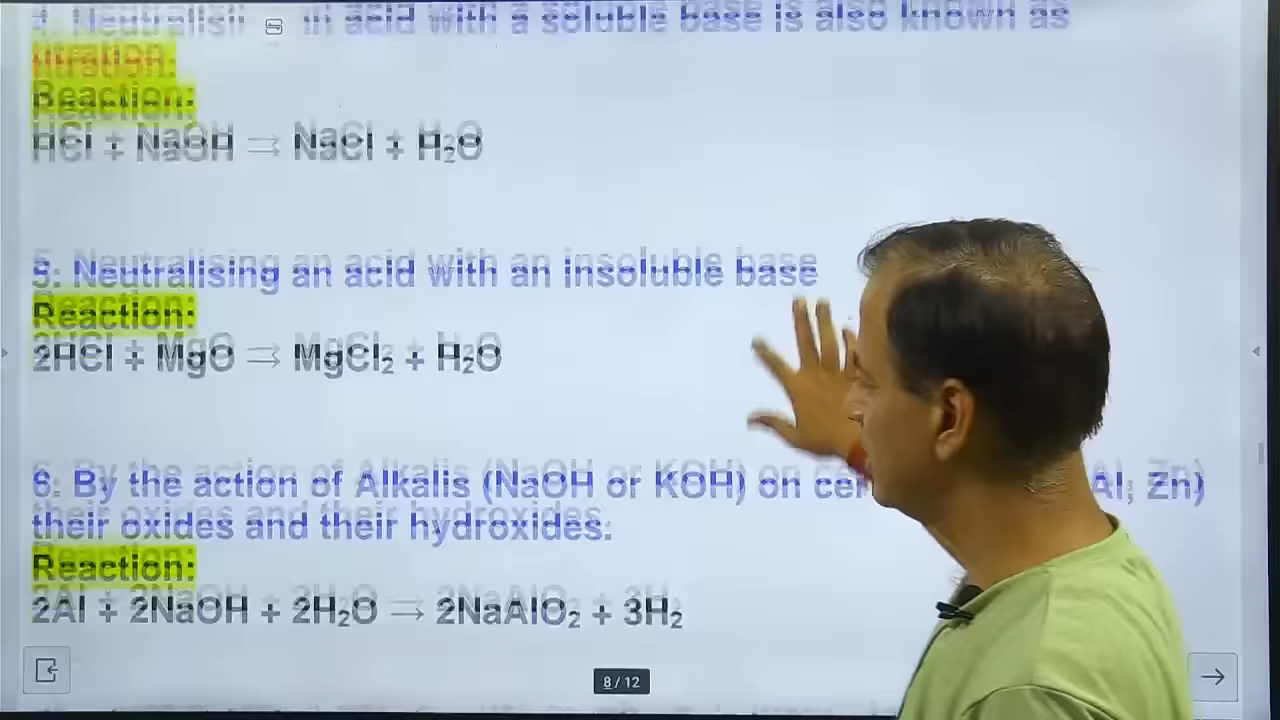 4. Neutralisi in acid with a soluble base is also known as
titration:
Reaction:
HCl + NaOH → NaCl + H₂O
5. Neutralising an acid with an insoluble base
Reaction:
2HCl + MgO → MgCl₂ + H₂O
6. By the action of Alkalis (NaOH or KOH) on cer Al, Zn)
their oxides and their hydroxides.
Reaction:
2Al + 2NaOH + 2H₂O → 2NaAlO₂ + 3H₂
8 / 12